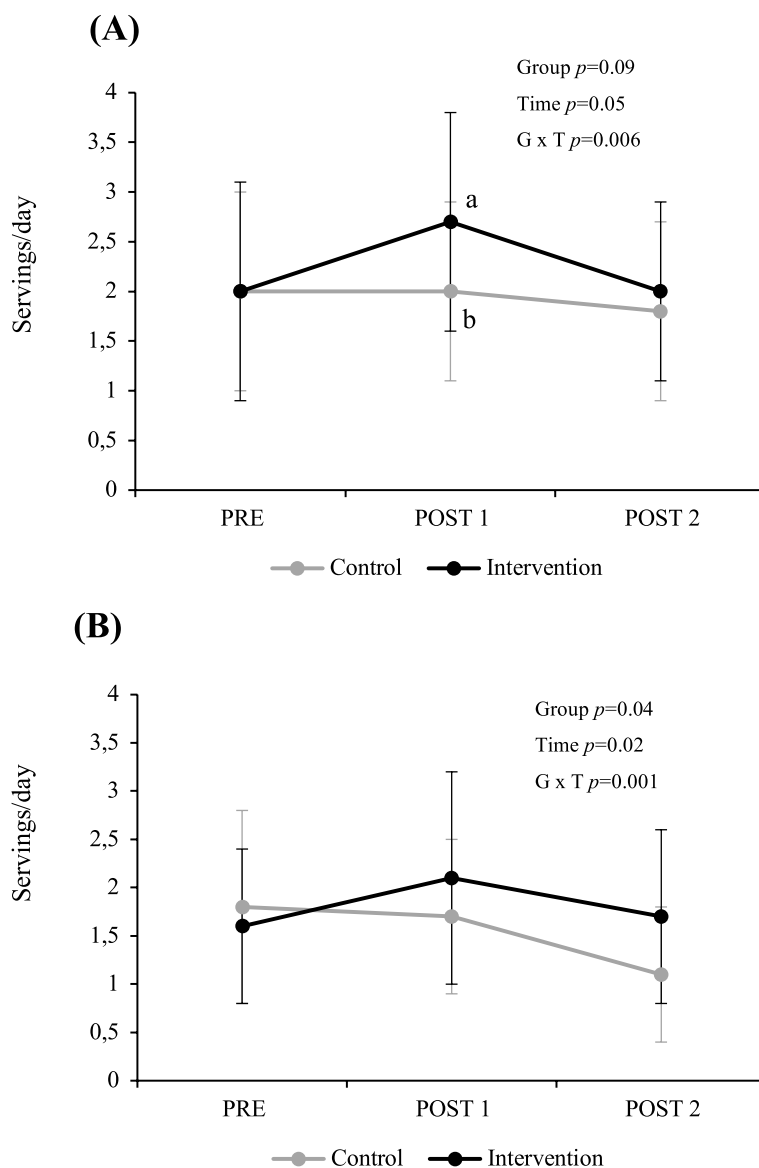 (A)
Group p=0.09
Time p=0.05
G x T p=0.006
Servings/day
4
3,5
3
2,5
2
1,5
1
0,5
0
a
b
PRE POST 1 POST 2
Control Intervention
(B)
Group p=0.04
Time p=0.02
G x T p=0.001
Servings/day
4
3,5
3
2,5
2
1,5
1
0,5
0
PRE POST 1 POST 2
Control Intervention